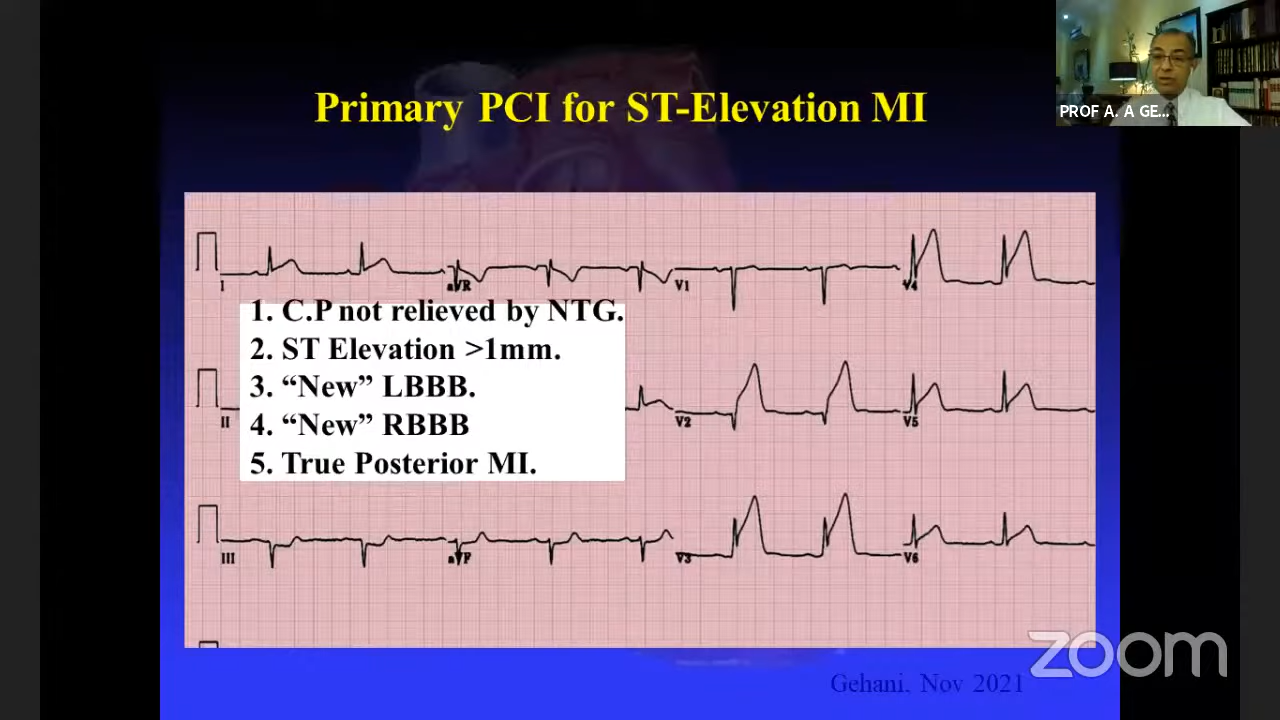 Primary PCI for ST-Elevation MI
PROF A. A GE...
I
aVR
V1
V4
1. C.P not relieved by NTG.
2. ST Elevation >1mm.
3. “New” LBBB.
4. “New” RBBB
5. True Posterior MI.
II
V2
V5
III
aVF
V3
V6
zoom
Gehani, Nov 2021